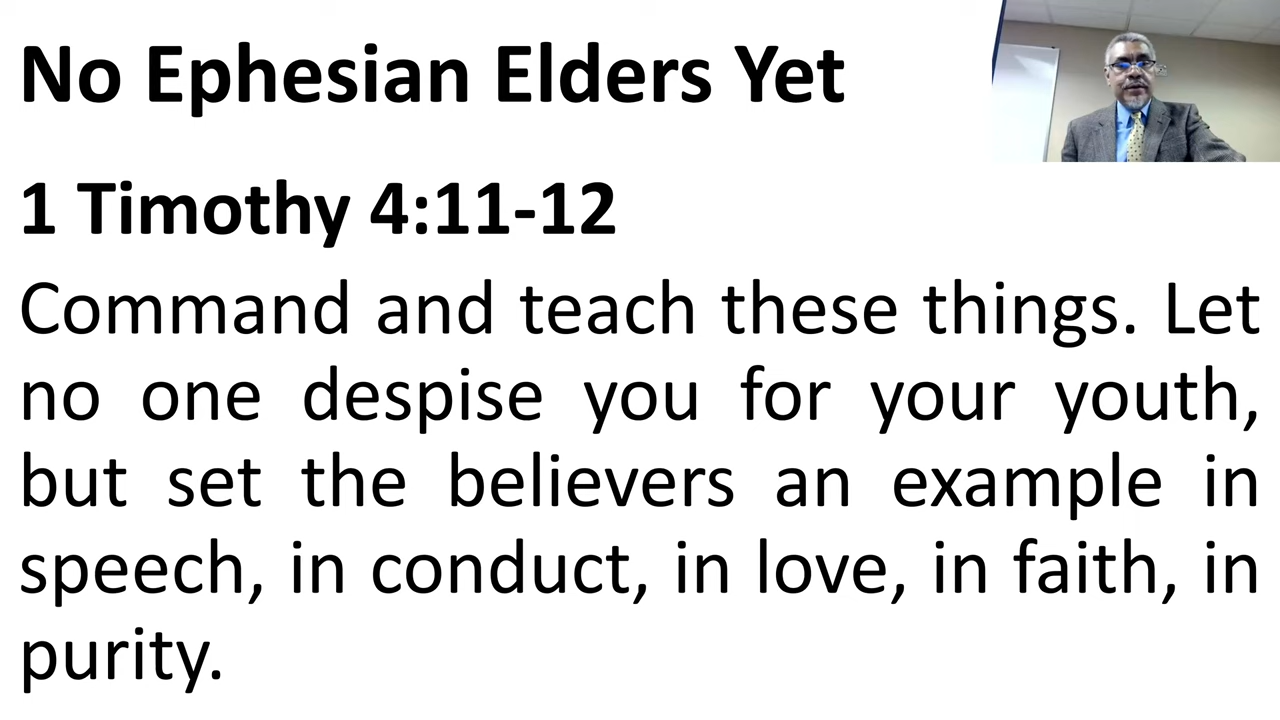 No Ephesian Elders Yet
1 Timothy 4:11-12
Command and teach these things. Let
no one despise you for your youth,
but set the believers an example in
speech, in conduct, in love, in faith, in
purity.